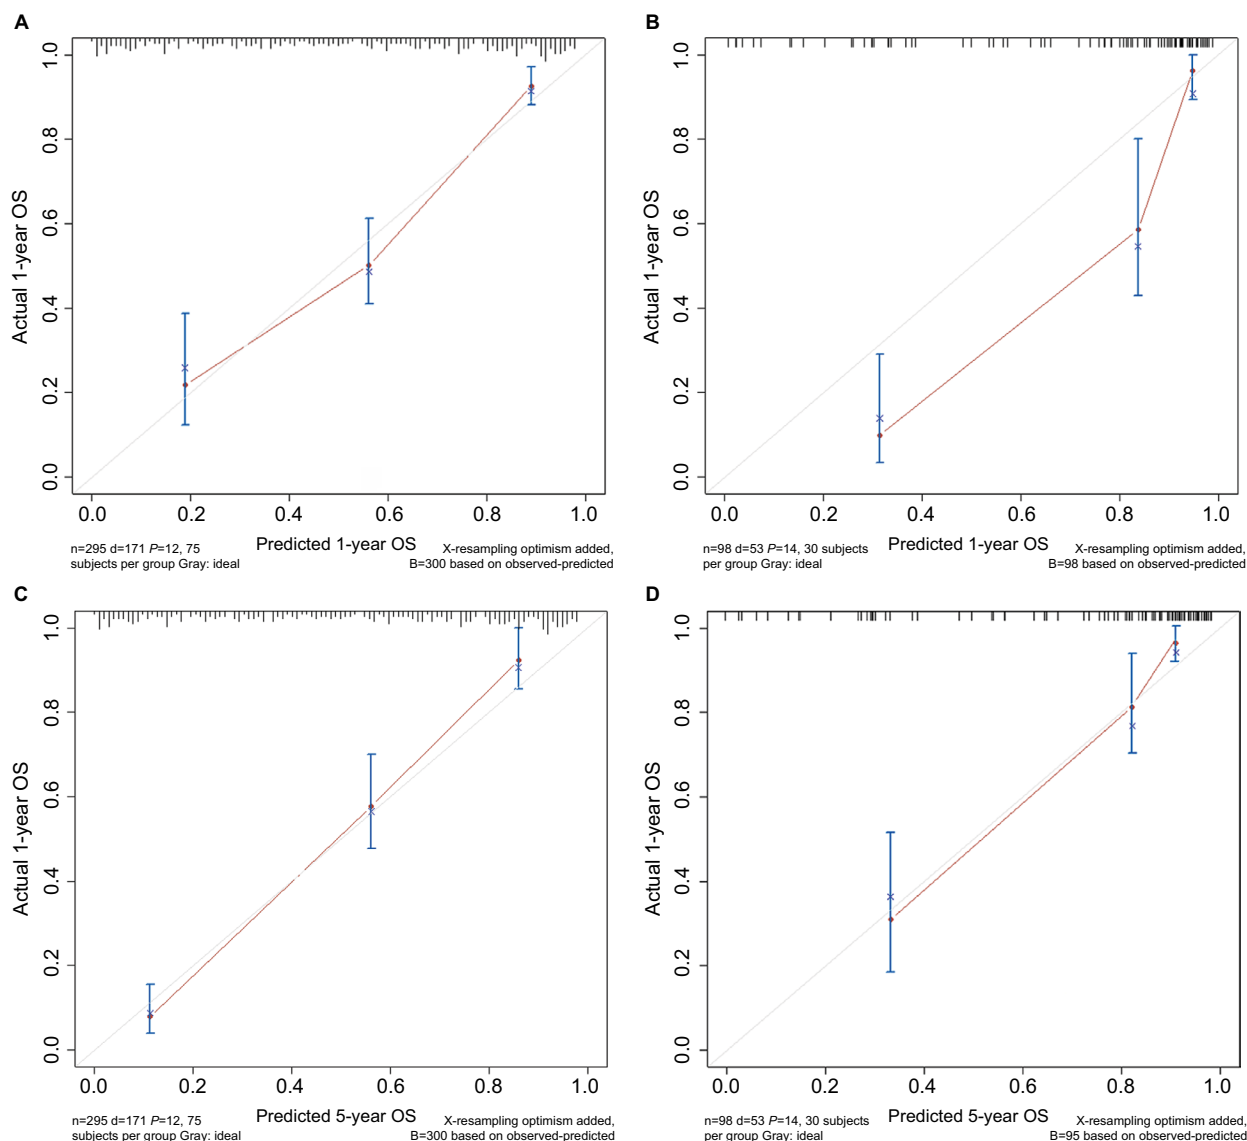 A
1.0
0.8
0.6
0.4
0.2
0.0
Actual 1-year OS
0.0 0.2 0.4 0.6 0.8 1.0
Predicted 1-year OS
n=295 d=171 P=12, 75
subjects per group Gray: ideal
X-resampling optimism added,
B=300 based on observed-predicted
B
1.0
0.8
0.6
0.4
0.2
0.0
Actual 1-year OS
0.0 0.2 0.4 0.6 0.8 1.0
Predicted 1-year OS
n=98 d=53 P=14, 30 subjects
per group Gray: ideal
X-resampling optimism added,
B=98 based on observed-predicted
C
1.0
0.8
0.6
0.4
0.2
0.0
Actual 1-year OS
0.0 0.2 0.4 0.6 0.8 1.0
Predicted 5-year OS
n=295 d=171 P=12, 75
subjects per group Gray: ideal
X-resampling optimism added,
B=300 based on observed-predicted
D
1.0
0.8
0.6
0.4
0.2
0.0
Actual 1-year OS
0.0 0.2 0.4 0.6 0.8 1.0
Predicted 5-year OS
n=98 d=53 P=14, 30 subjects
per group Gray: ideal
X-resampling optimism added,
B=95 based on observed-predicted